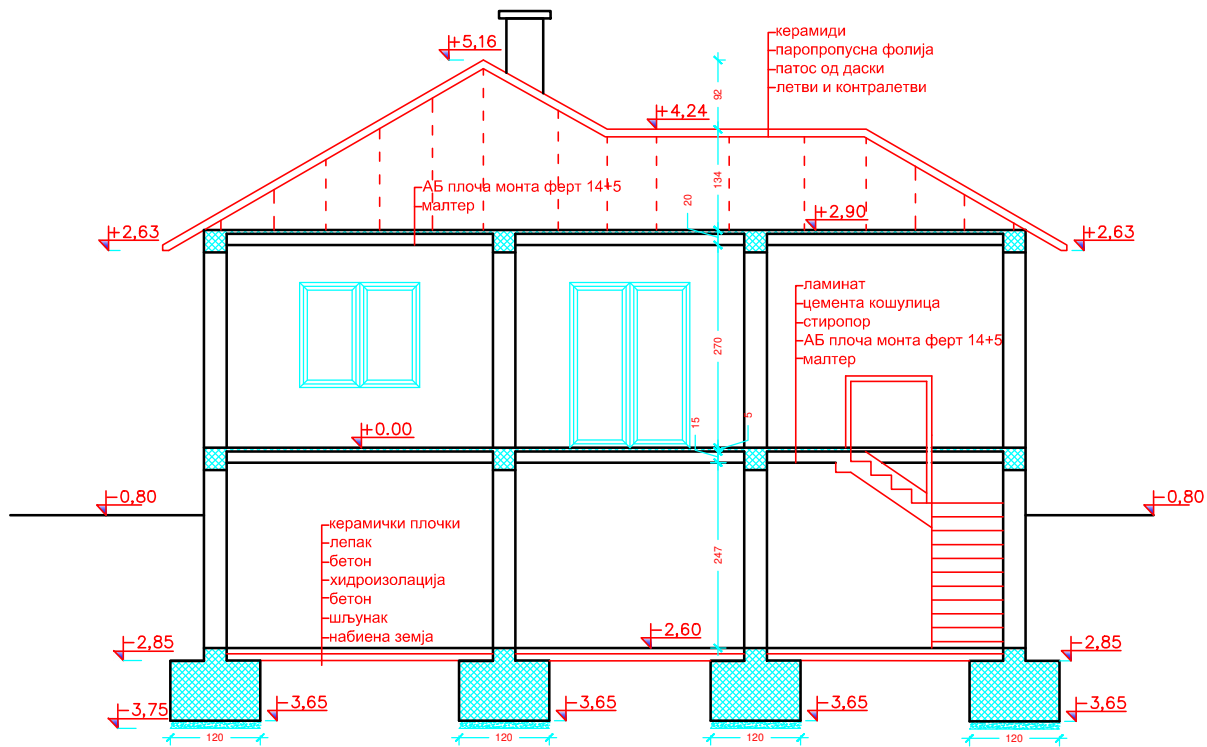 +5,16
керамиди
паропропусна фолија
патос од даски
летви и контралетви
92
+4,24
134
АБ плоча монта ферт 14+5
малтер
20
+2,90
+2,63
+2,63
ламинат
цемента кошулица
стиропор
АБ плоча монта ферт 14+5
малтер
270
15
5
+0.00
-0,80
-0,80
керамички плочки
лепак
бетон
хидроизолација
бетон
шљунак
набиена земја
247
-2,60
-2,85
-2,85
-3,75
-3,65
-3,65
-3,65
-3,65
120
120
120
120